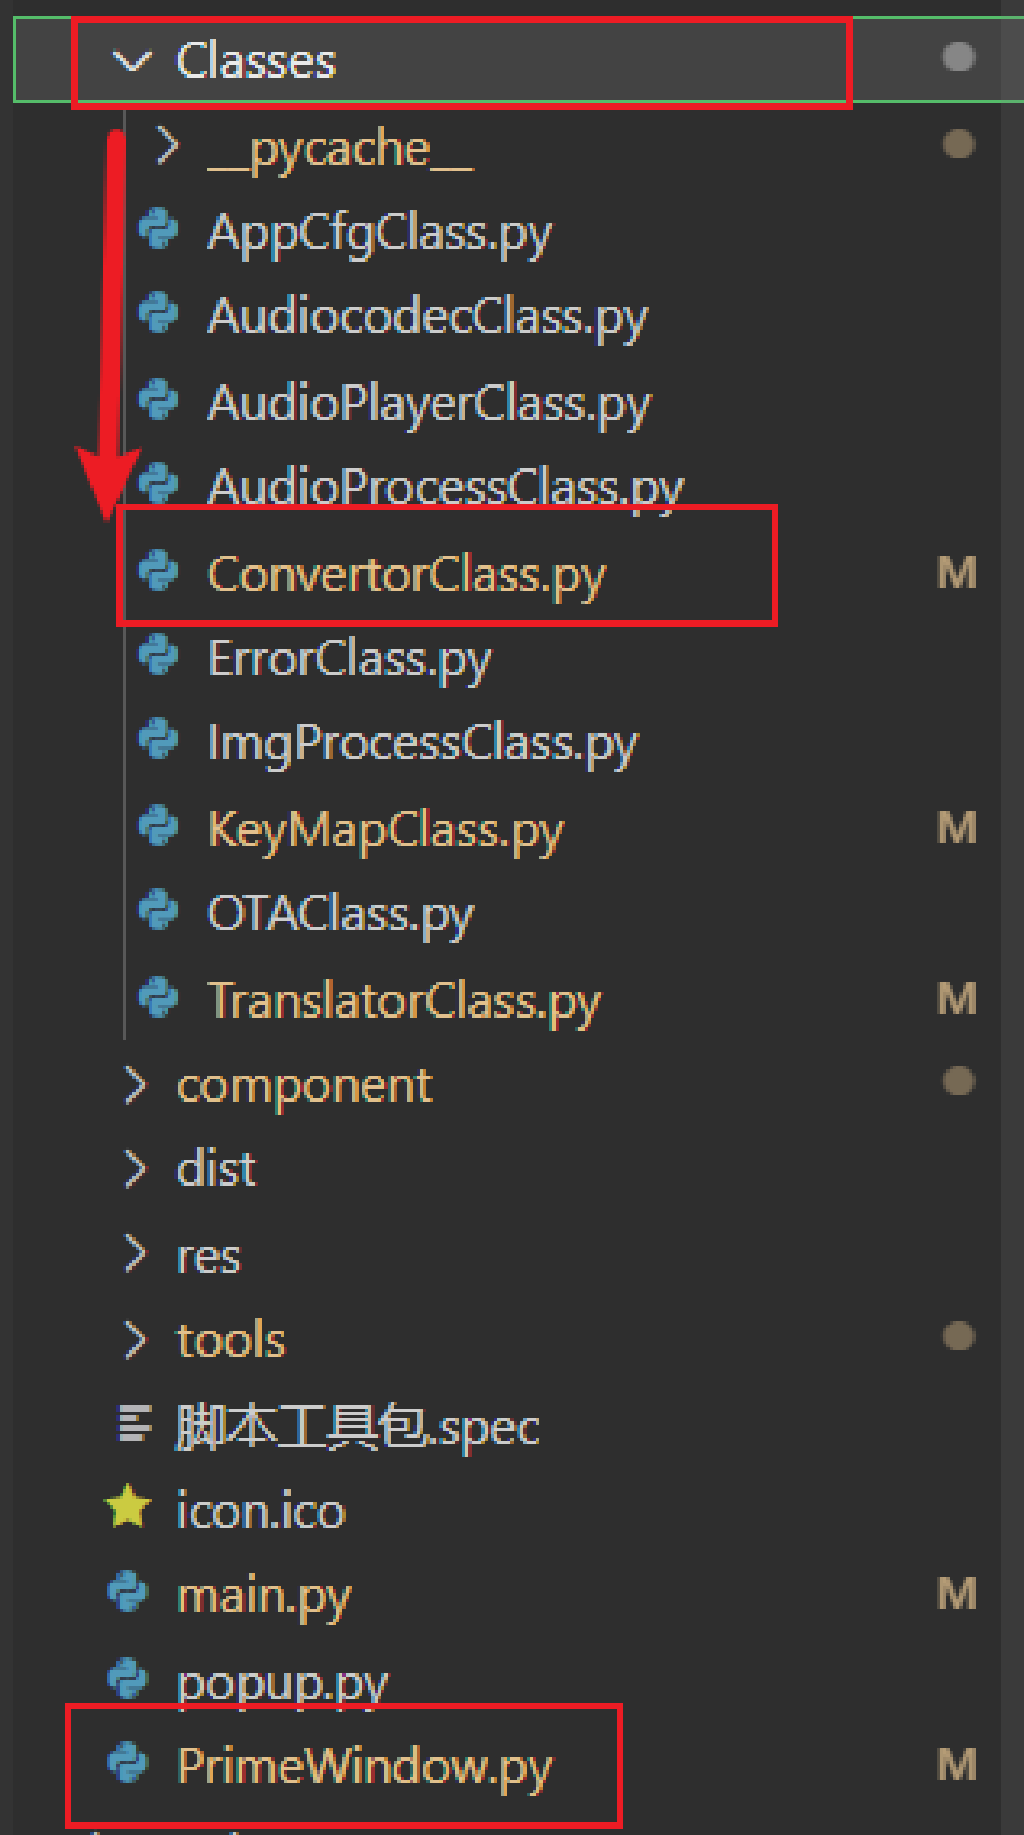 Classes
__pycache__
AppCfgClass.py
AudiocodecClass.py
AudioPlayerClass.py
AudioProcessClass.py
ConvertorClass.py M
ErrorClass.py
ImgProcessClass.py
KeyMapClass.py M
OTAClass.py
TranslatorClass.py M
component
dist
res
tools
脚本工具包.spec
icon.ico
main.py M
popup.py
PrimeWindow.py M